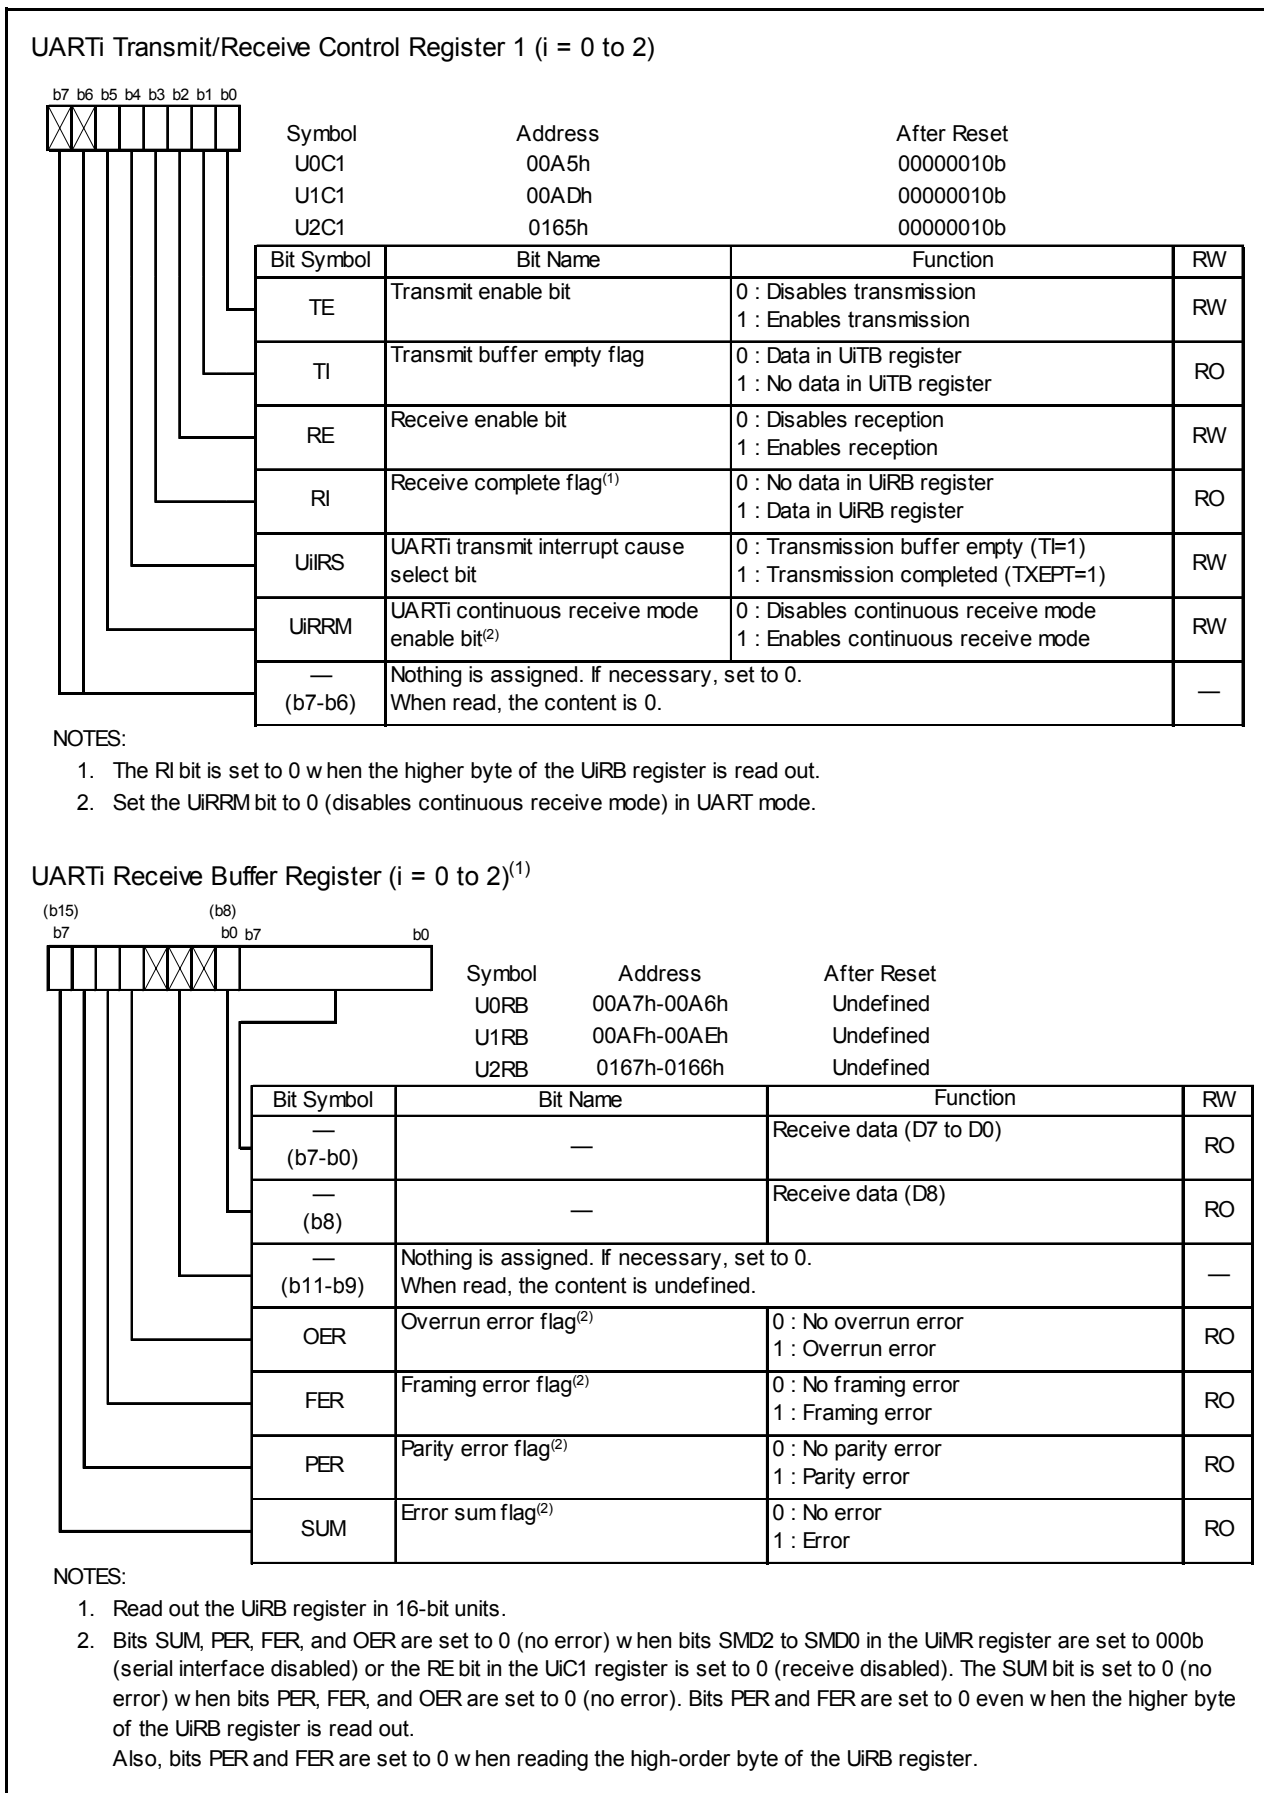 UARTi Transmit/Receive Control Register 1 (i = 0 to 2)
b7 b6 b5 b4 b3 b2 b1 b0
Symbol Address After Reset
U0C1 00A5h 00000010b
U1C1 00ADh 00000010b
U2C1 0165h 00000010b
Bit Symbol Bit Name Function RW
TE Transmit enable bit 0 : Disables transmission
1 : Enables transmission RW
TI Transmit buffer empty flag 0 : Data in UiTB register
1 : No data in UiTB register RO
RE Receive enable bit 0 : Disables reception
1 : Enables reception RW
RI Receive complete flag(1) 0 : No data in UiRB register
1 : Data in UiRB register RO
UiIRS UARTi transmit interrupt cause 0 : Transmission buffer empty (TI=1)
select bit 1 : Transmission completed (TXEPT=1) RW
UiRRM UARTi continuous receive mode 0 : Disables continuous receive mode
enable bit(2) 1 : Enables continuous receive mode RW
— Nothing is assigned. If necessary, set to 0.
(b7-b6) When read, the content is 0. —
NOTES:
1. The RI bit is set to 0 when the higher byte of the UiRB register is read out.
2. Set the UiRRM bit to 0 (disables continuous receive mode) in UART mode.
UARTi Receive Buffer Register (i = 0 to 2)(1)
(b15) (b8)
b7 b0 b7 b0
Symbol Address After Reset
U0RB 00A7h-00A6h Undefined
U1RB 00AFh-00AEh Undefined
U2RB 0167h-0166h Undefined
Bit Symbol Bit Name Function RW
— Receive data (D7 to D0)
(b7-b0) — RO
— Receive data (D8)
(b8) — RO
— Nothing is assigned. If necessary, set to 0.
(b11-b9) When read, the content is undefined. —
OER Overrun error flag(2) 0 : No overrun error
1 : Overrun error RO
FER Framing error flag(2) 0 : No framing error
1 : Framing error RO
PER Parity error flag(2) 0 : No parity error
1 : Parity error RO
SUM Error sum flag(2) 0 : No error
1 : Error RO
NOTES:
1. Read out the UiRB register in 16-bit units.
2. Bits SUM, PER, FER, and OER are set to 0 (no error) when bits SMD2 to SMD0 in the UiMR register are set to 000b
(serial interface disabled) or the RE bit in the UiC1 register is set to 0 (receive disabled). The SUM bit is set to 0 (no
error) when bits PER, FER, and OER are set to 0 (no error). Bits PER and FER are set to 0 even when the higher byte
of the UiRB register is read out.
Also, bits PER and FER are set to 0 when reading the high-order byte of the UiRB register.